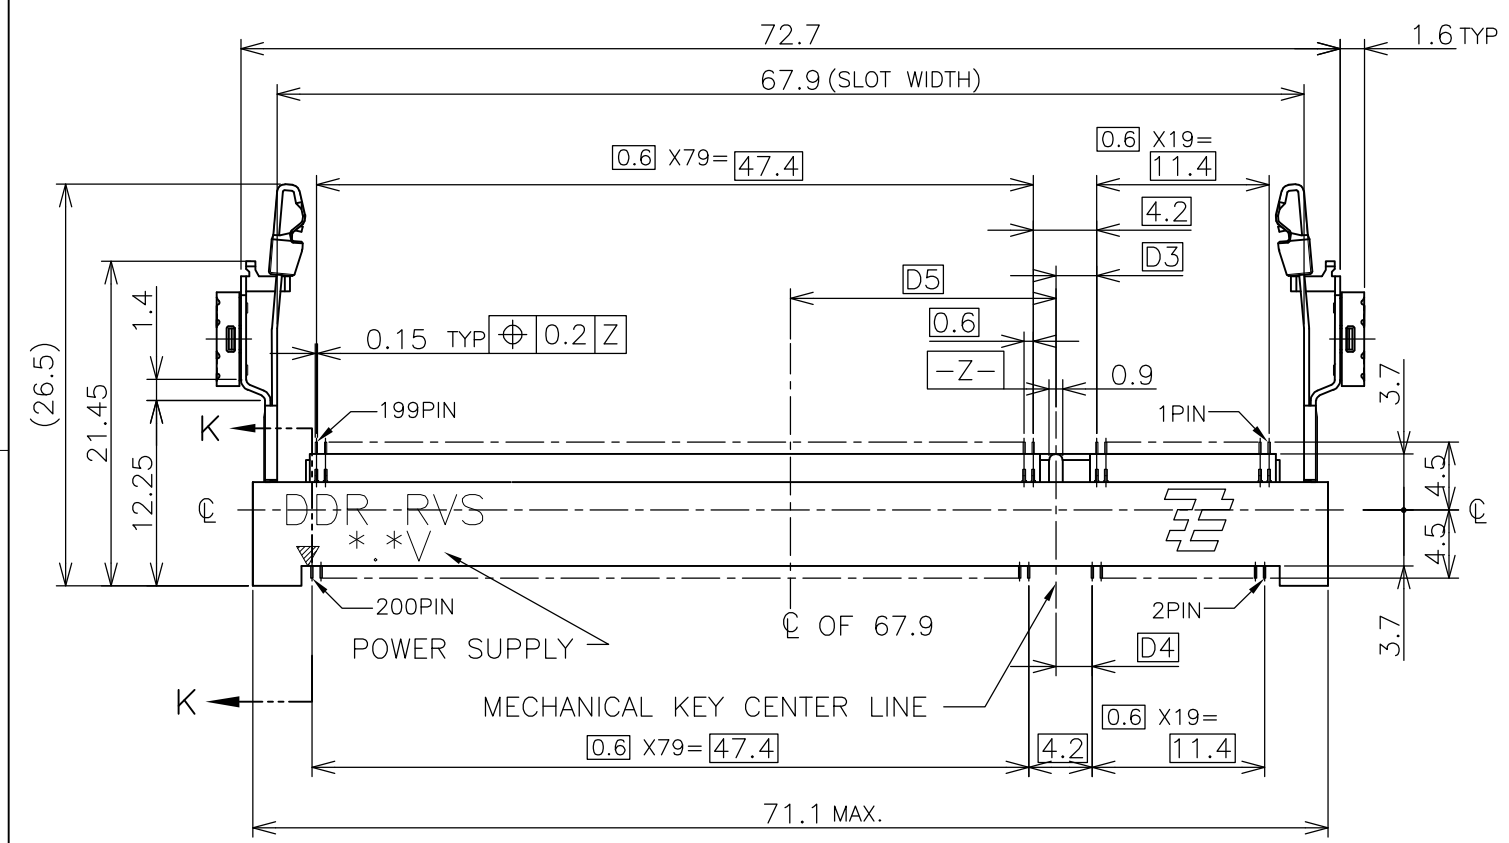 72.7
1.6 TYP
67.9 (SLOT WIDTH)
0.6 X79= 47.4
0.6 X19=
11.4
4.2
D3
D5
0.6
-Z-
0.9
0.15 TYP ⌖ 0.2 Z
1.4
(26.5)
21.45
12.25
3.7
4.5
199PIN
1PIN
K
℄
DDR RVS
*.*V
℄
4.5
3.7
200PIN
2PIN
POWER SUPPLY
℄ OF 67.9
D4
K
MECHANICAL KEY CENTER LINE
0.6 X19=
0.6 X79= 47.4
4.2
11.4
71.1 MAX.